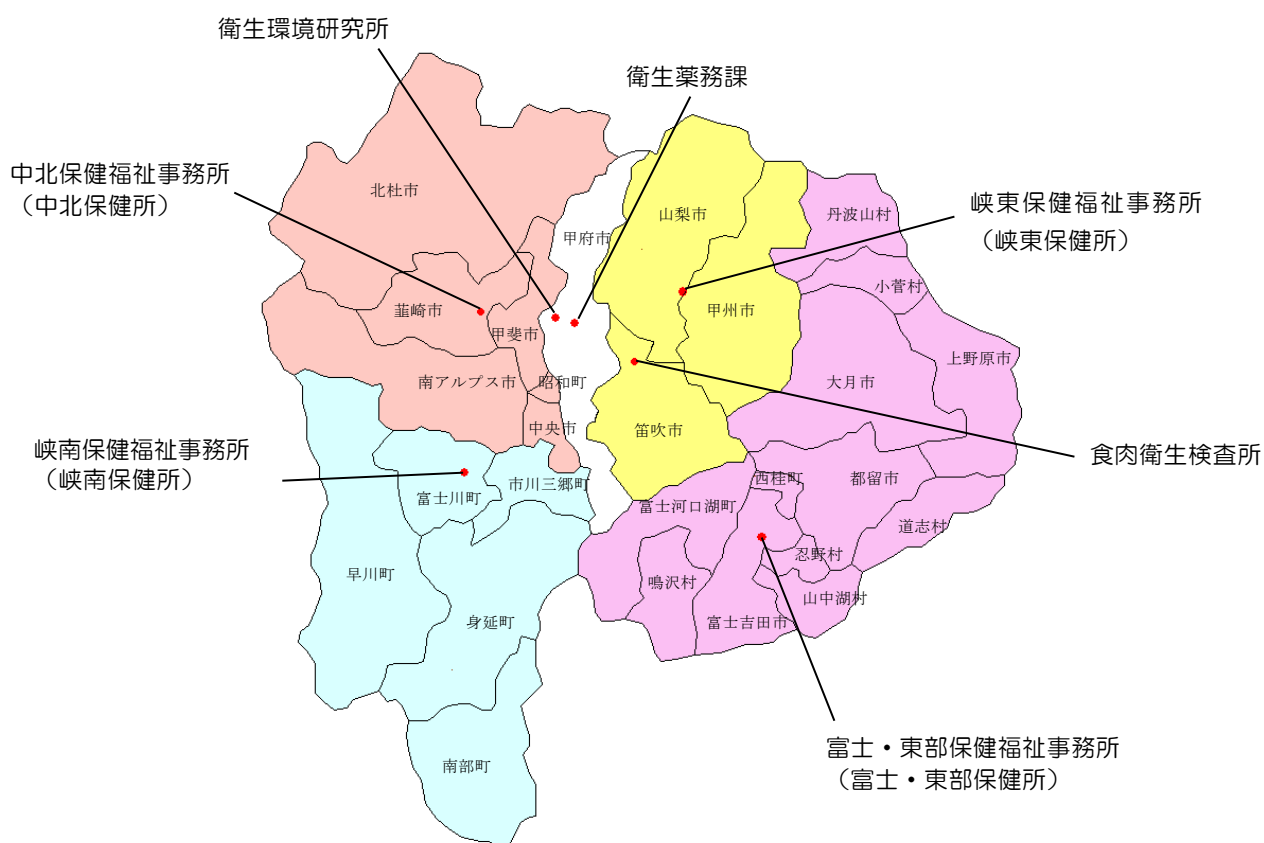 衛生環境研究所
衛生薬務課
中北保健福祉事務所
（中北保健所）
北杜市
山梨市
峡東保健福祉事務所
（峡東保健所）
丹波山村
甲府市
小菅村
韮崎市
甲斐市
甲州市
上野原市
南アルプス市
昭和町
大月市
中央市
笛吹市
食肉衛生検査所
峡南保健福祉事務所
（峡南保健所）
富士川町
市川三郷町
西桂町
都留市
富士河口湖町
道志村
忍野村
早川町
鳴沢村
山中湖村
身延町
富士吉田市
南部町
富士・東部保健福祉事務所
（富士・東部保健所）